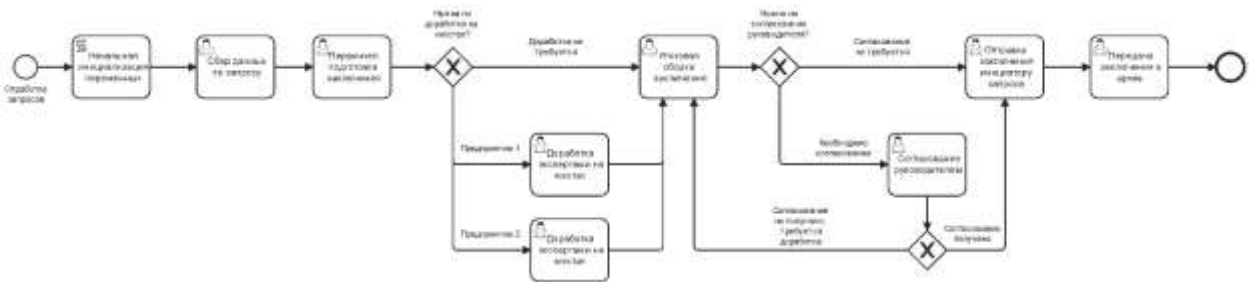 Нужна ли
доработка на
местах?
Нужно ли
согласование
руководителя?
Начальная
инициализация
переменных
Сбор данных
по запросу
Первичная
подготовка
заключения
Доработка не
требуется
Итоговая
сборка
заключения
Согласование
не требуется
Отправка
заключения
инициатору
запроса
Передача
заключения в
архив
Отработка
запросов
Предприятие 1
Доработка
экспертами на
местах
Необходимо
согласование
Согласование
руководителем
Предприятие 2
Доработка
экспертами на
местах
Согласование
не получено,
требуется
доработка
Согласование
получено